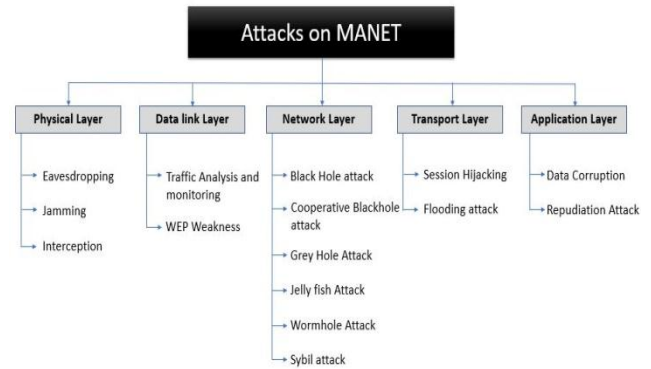 Attacks on MANET
Physical Layer
Eavesdropping
Jamming
Interception
Data link Layer
Traffic Analysis and
monitoring
WEP Weakness
Network Layer
Black Hole attack
Cooperative Blackhole
attack
Grey Hole Attack
Jelly fish Attack
Wormhole Attack
Sybil attack
Transport Layer
Session Hijacking
Flooding attack
Application Layer
Data Corruption
Repudiation Attack